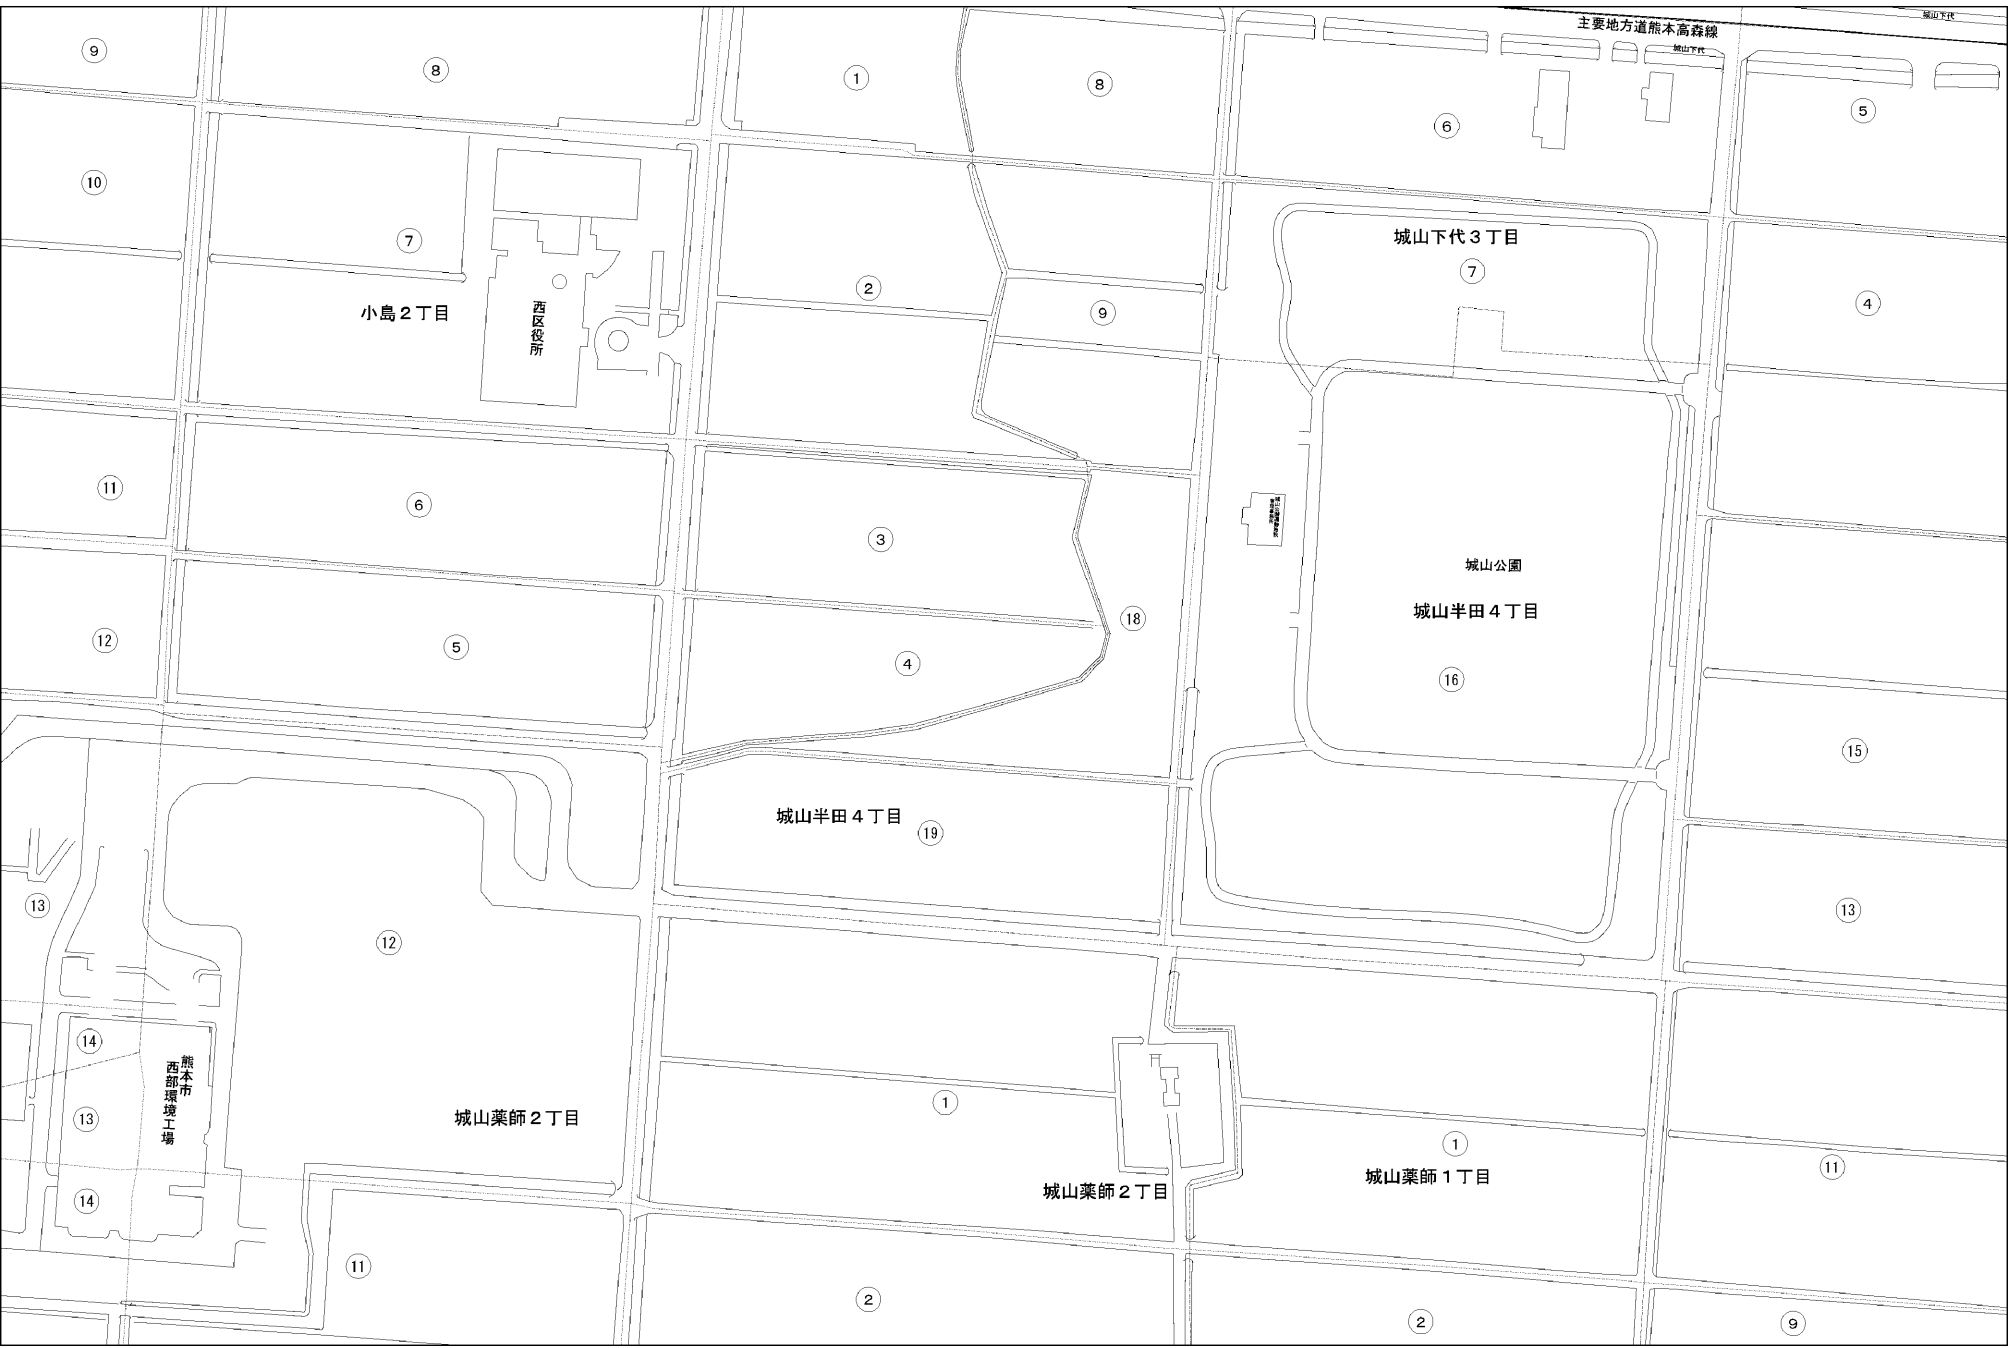 城山下代
主要地方道熊本高森線
城山下代
⑨
⑧
①
⑧
⑥
⑤
⑩
⑦
城山下代３丁目
⑦
②
⑨
④
小島２丁目
西区役所
⑪
⑥
③
城山公園
城山半田４丁目
⑱
⑫
⑤
④
⑯
⑮
城山半田４丁目
⑲
⑬
⑫
⑬
⑭
熊本市
西部環境工場
⑬
⑭
城山薬師２丁目
①
城山薬師２丁目
①
城山薬師１丁目
⑪
⑪
②
②
⑨